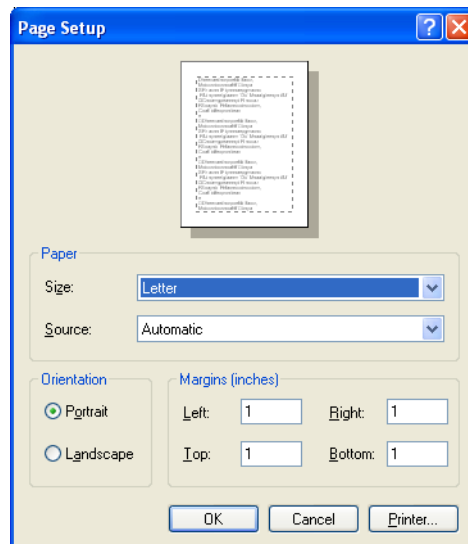 Page Setup
Paper
Size: Letter
Source: Automatic
Orientation
Portrait
Landscape
Margins (inches)
Left: 1 Right: 1
Top: 1 Bottom: 1
OK Cancel Printer...